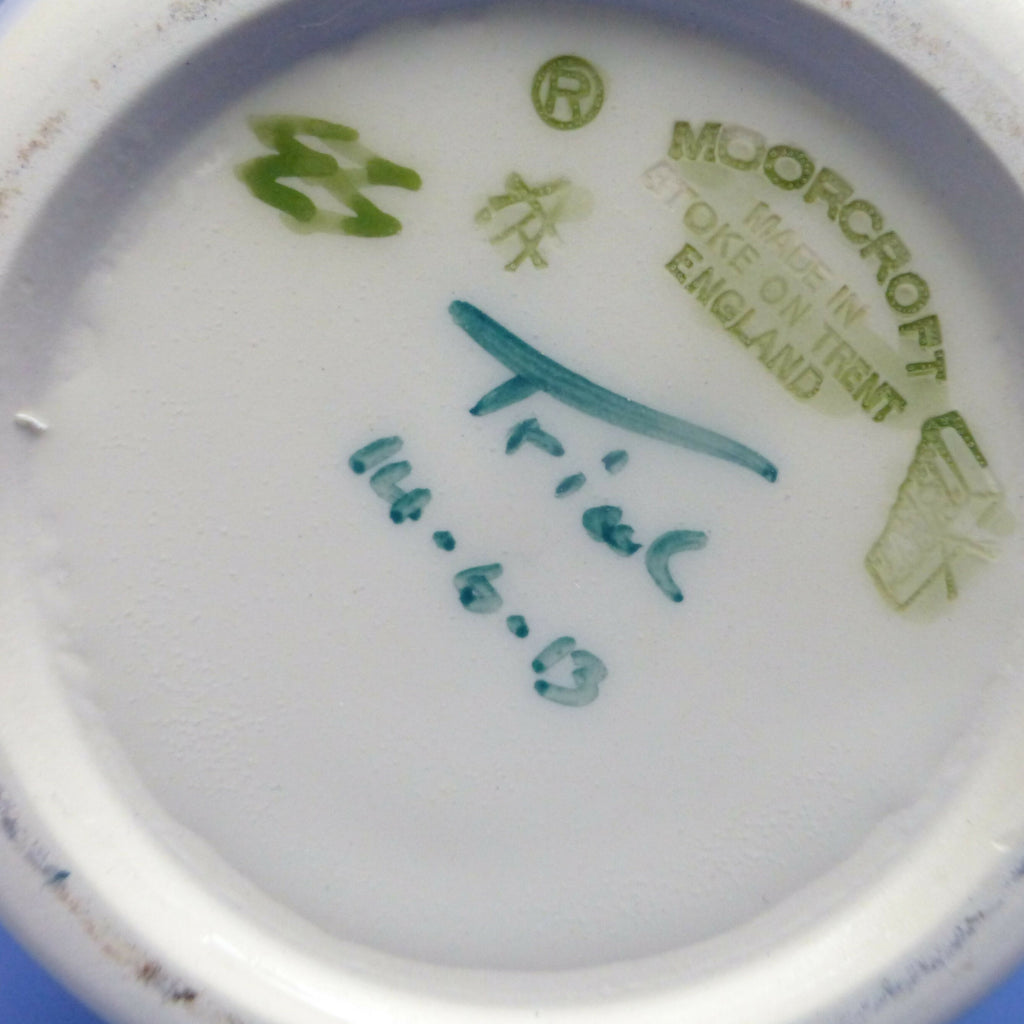 ®
MOORCROFT
MADE IN
STOKE ON TRENT
ENGLAND
Trial
14.6.13